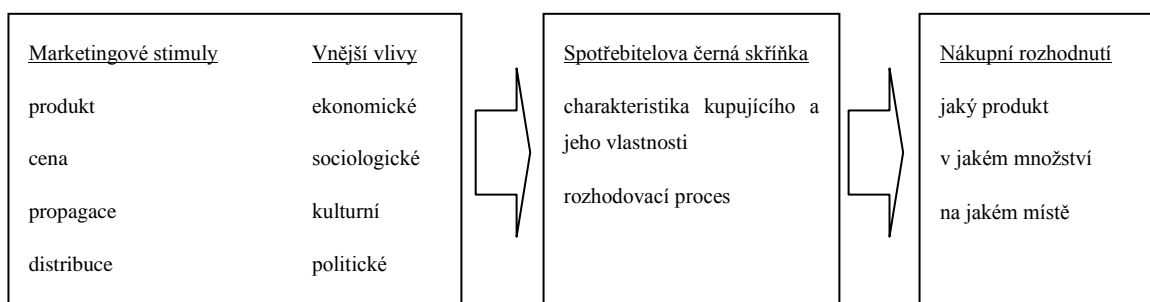 Marketingové stimuly
produkt
cena
propagace
distribuce
Vnější vlivy
ekonomické
sociologické
kulturní
politické
Spotřebitelova černá skříňka
charakteristika kupujícího a
jeho vlastnosti
rozhodovací proces
Nákupní rozhodnutí
jaký produkt
v jakém množství
na jakém místě